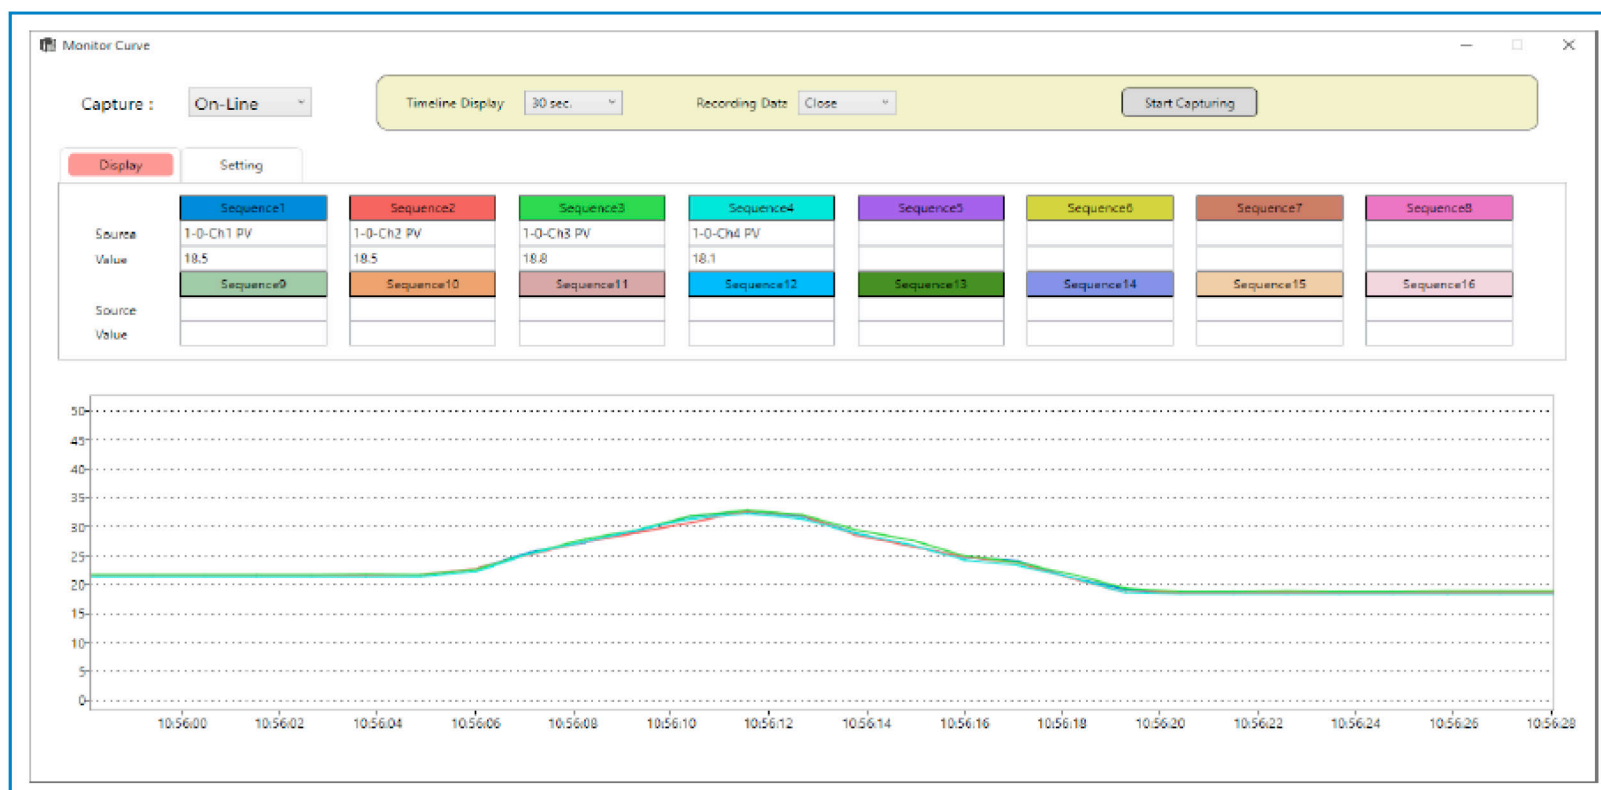 Monitor Curve
Capture : On-Line Timeline Display 30 sec. Recording Data Close Start Capturing
Display Setting
Sequence1 Sequence2 Sequence3 Sequence4 Sequence5 Sequence6 Sequence7 Sequence8
Source 1-0-Ch1 PV 1-0-Ch2 PV 1-0-Ch3 PV 1-0-Ch4 PV
Value 18.5 18.5 18.8 18.1
Sequence9 Sequence10 Sequence11 Sequence12 Sequence13 Sequence14 Sequence15 Sequence16
Source
Value
50
45
40
35
30
25
20
15
10
5
0
10:56:00 10:56:02 10:56:04 10:56:06 10:56:08 10:56:10 10:56:12 10:56:14 10:56:16 10:56:18 10:56:20 10:56:22 10:56:24 10:56:26 10:56:28